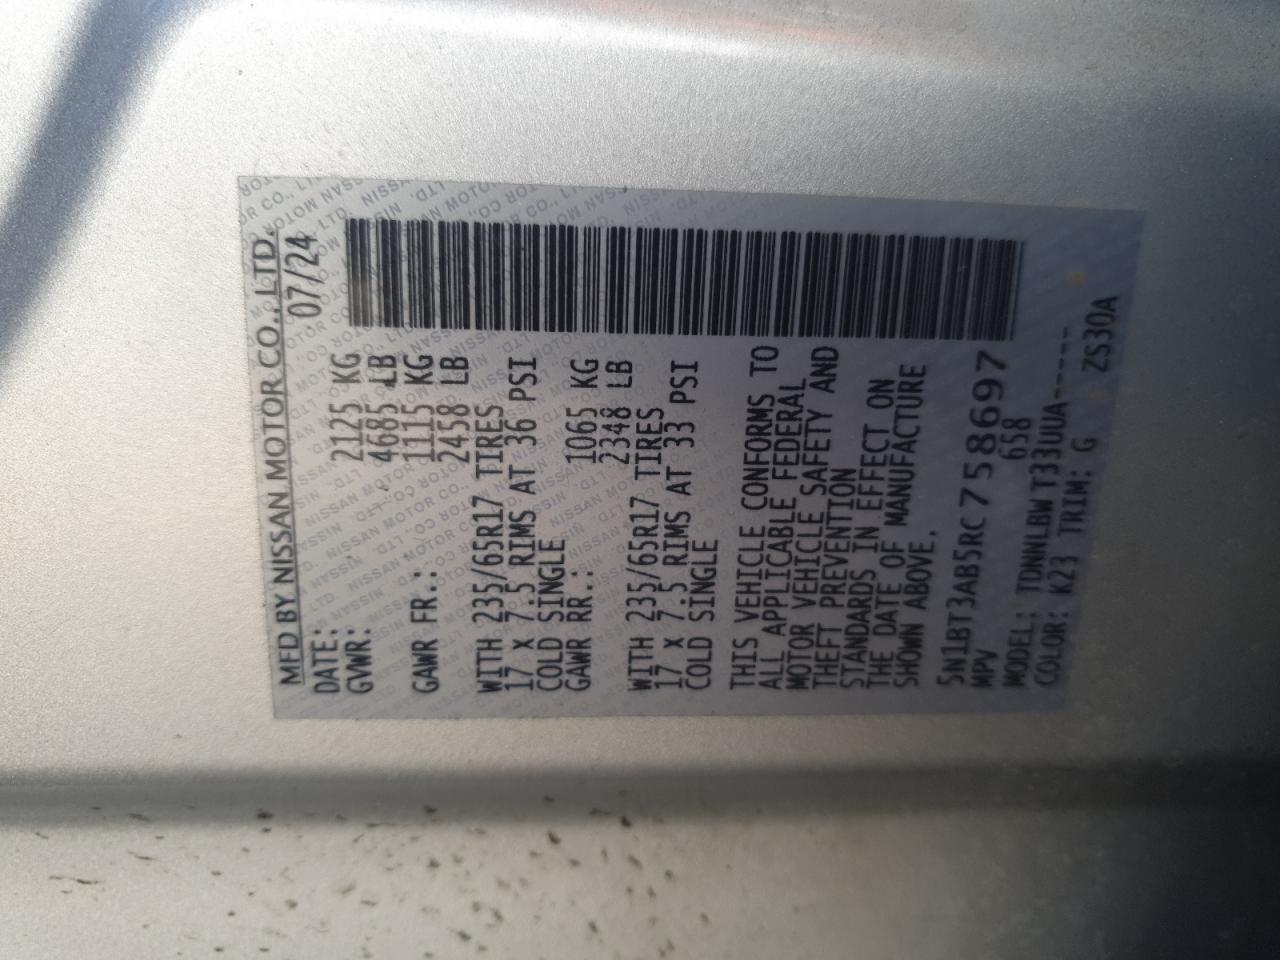 MFD BY NISSAN MOTOR CO., LTD.
DATE: 07/24
GVWR: 2125 KG
4685 LB
GAWR FR.: 1115 KG
2458 LB
WITH 235/65R17 TIRES
17 X 7.5 RIMS AT 36 PSI
COLD SINGLE
GAWR RR.: 1065 KG
2348 LB
WITH 235/65R17 TIRES
17 X 7.5 RIMS AT 33 PSI
COLD SINGLE
THIS VEHICLE CONFORMS TO
ALL APPLICABLE FEDERAL
MOTOR VEHICLE SAFETY AND
THEFT PREVENTION
STANDARDS IN EFFECT ON
THE DATE OF MANUFACTURE
SHOWN ABOVE.
5N1BT3AB5RC758697
MPV 658
MODEL: TDNNLBW T33UUA------
COLOR: K23 TRIM: G ZS30A